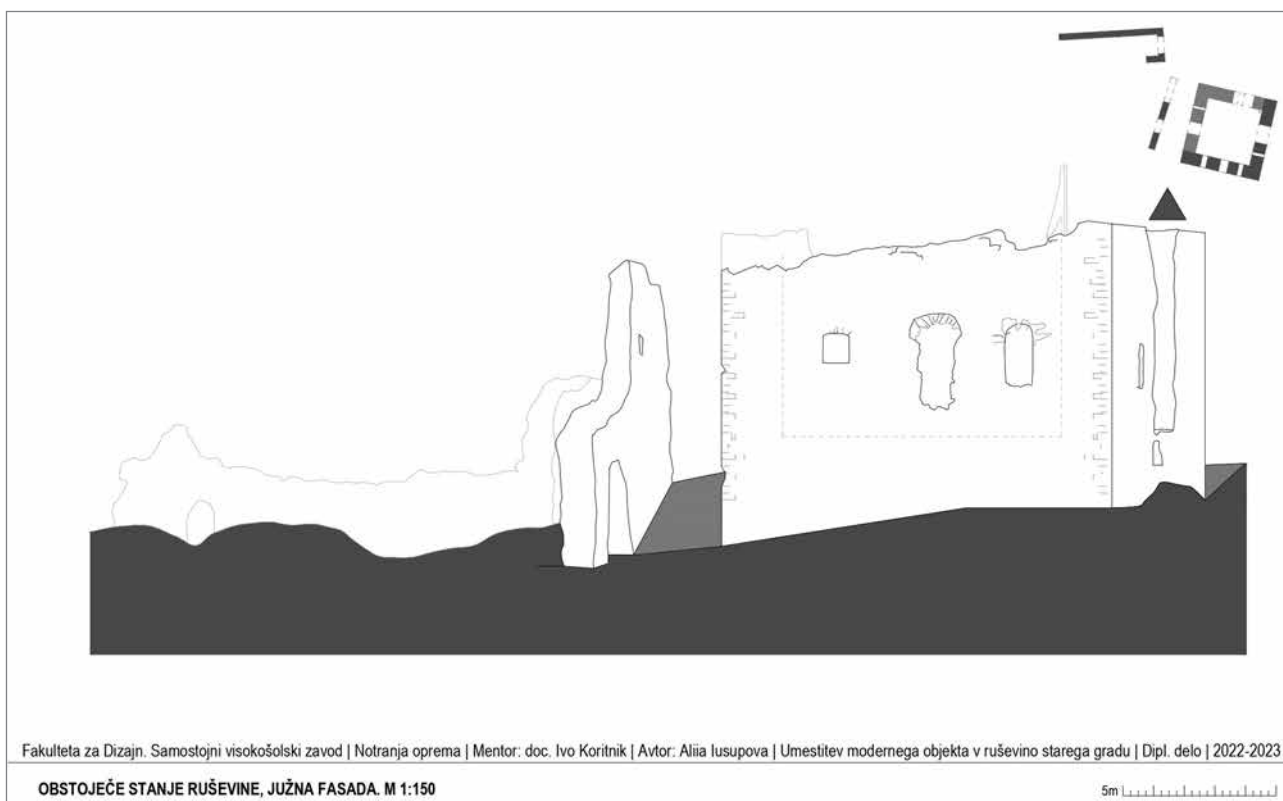 Fakulteta za Dizajn. Samostojni visokošolski zavod | Notranja oprema | Mentor: doc. Ivo Koritnik | Avtor: Aliia Iusupova | Umestitev modernega objekta v ruševino starega gradu | Dipl. delo | 2022-2023
OBSTOJEČE STANJE RUŠEVINE, JUŽNA FASADA. M 1:150
5m